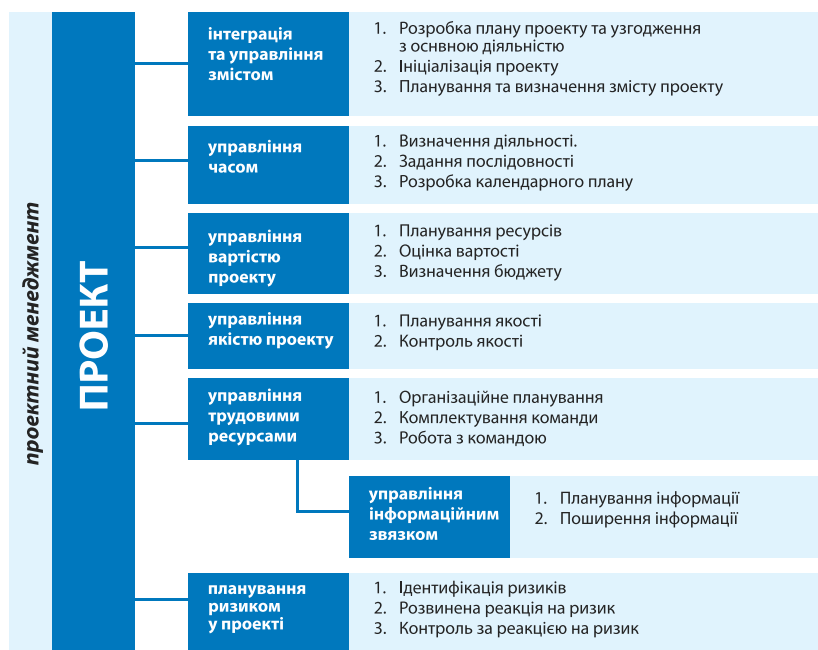 проектний менеджмент
ПРОЕКТ
інтеграція
та управління
змістом
1. Розробка плану проекту та узгодження
з оснвною діяльністю
2. Ініціалізація проекту
3. Планування та визначення змісту проекту
управління
часом
1. Визначення діяльності.
2. Задання послідовності
3. Розробка календарного плану
управління
вартістю
проекту
1. Планування ресурсів
2. Оцінка вартості
3. Визначення бюджету
управління
якістю проекту
1. Планування якості
2. Контроль якості
управління
трудовими
ресурсами
1. Організаційне планування
2. Комплектування команди
3. Робота з командою
управління
інформаційним
звязком
1. Планування інформації
2. Поширення інформації
планування
ризиком
у проекті
1. Ідентифікація ризиків
2. Розвинена реакція на ризик
3. Контроль за реакцією на ризик